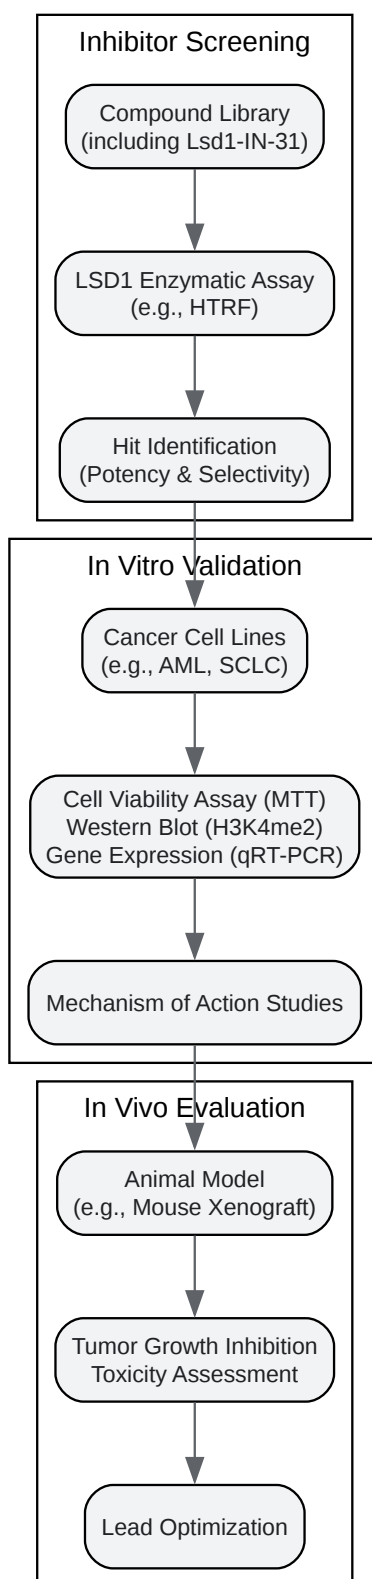 Inhibitor Screening
Compound Library
(including Lsd1-IN-31)
LSD1 Enzymatic Assay
(e.g., HTRF)
Hit Identification
(Potency & Selectivity)
In Vitro Validation
Cancer Cell Lines
(e.g., AML, SCLC)
Cell Viability Assay (MTT)
Western Blot (H3K4me2)
Gene Expression (qRT-PCR)
Mechanism of Action Studies
In Vivo Evaluation
Animal Model
(e.g., Mouse Xenograft)
Tumor Growth Inhibition
Toxicity Assessment
Lead Optimization